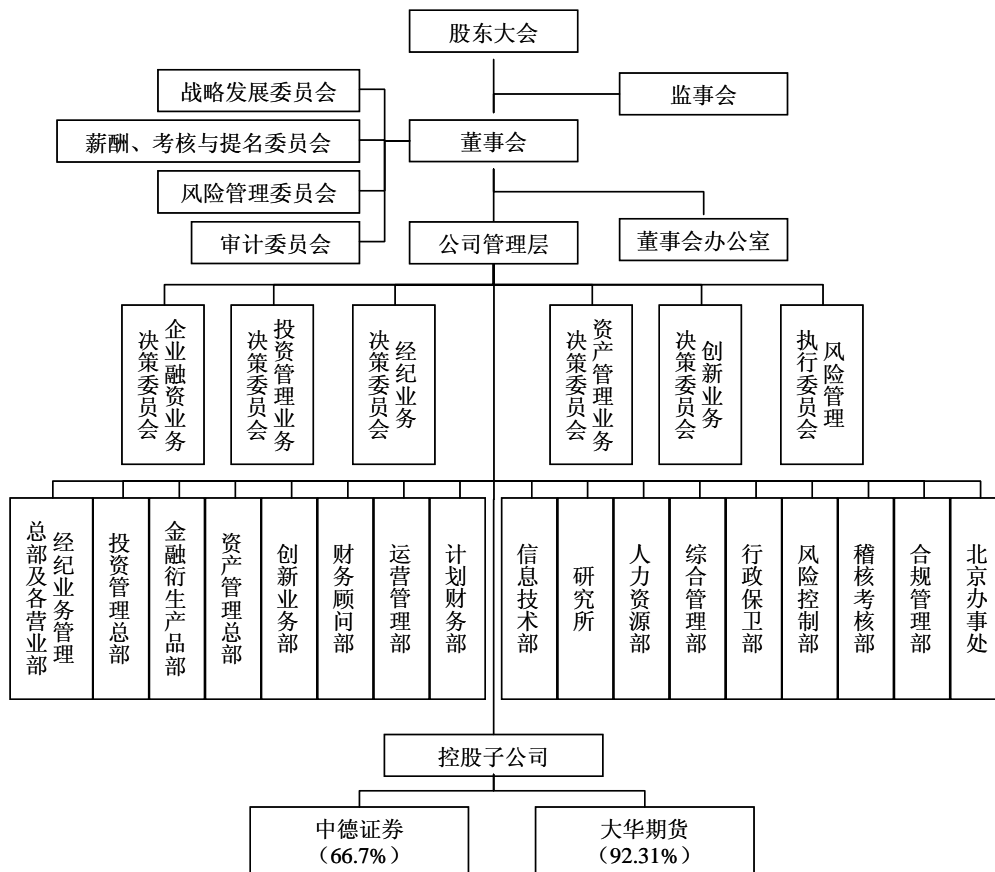 股东大会
战略发展委员会
监事会
薪酬、考核与提名委员会
董事会
风险管理委员会
审计委员会
公司管理层
董事会办公室
企业融资业务
决策委员会
投资管理业务
决策委员会
经纪业务
决策委员会
资产管理业务
决策委员会
创新业务
决策委员会
风险管理
执行委员会
经纪业务管理
总部及各营业部
投资管理总部
金融衍生产品部
资产管理总部
创新业务部
财务顾问部
运营管理部
计划财务部
信息技术部
研究所
人力资源部
综合管理部
行政保卫部
风险控制部
稽核考核部
合规管理部
北京办事处
控股子公司
中德证券
（66.7%）
大华期货
（92.31%）